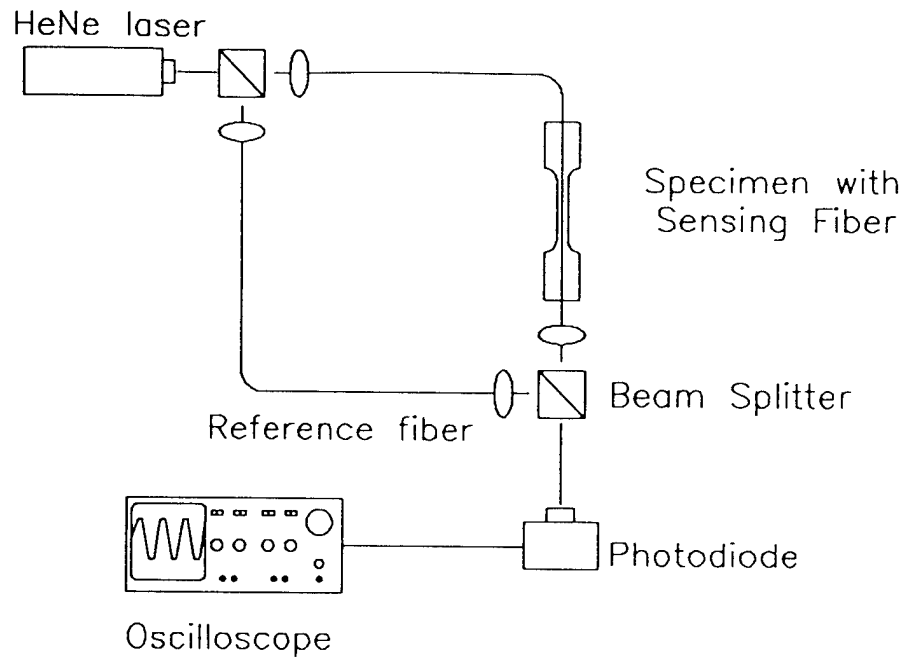 HeNe laser
Specimen with
Sensing Fiber
Beam Splitter
Reference fiber
Photodiode
Oscilloscope